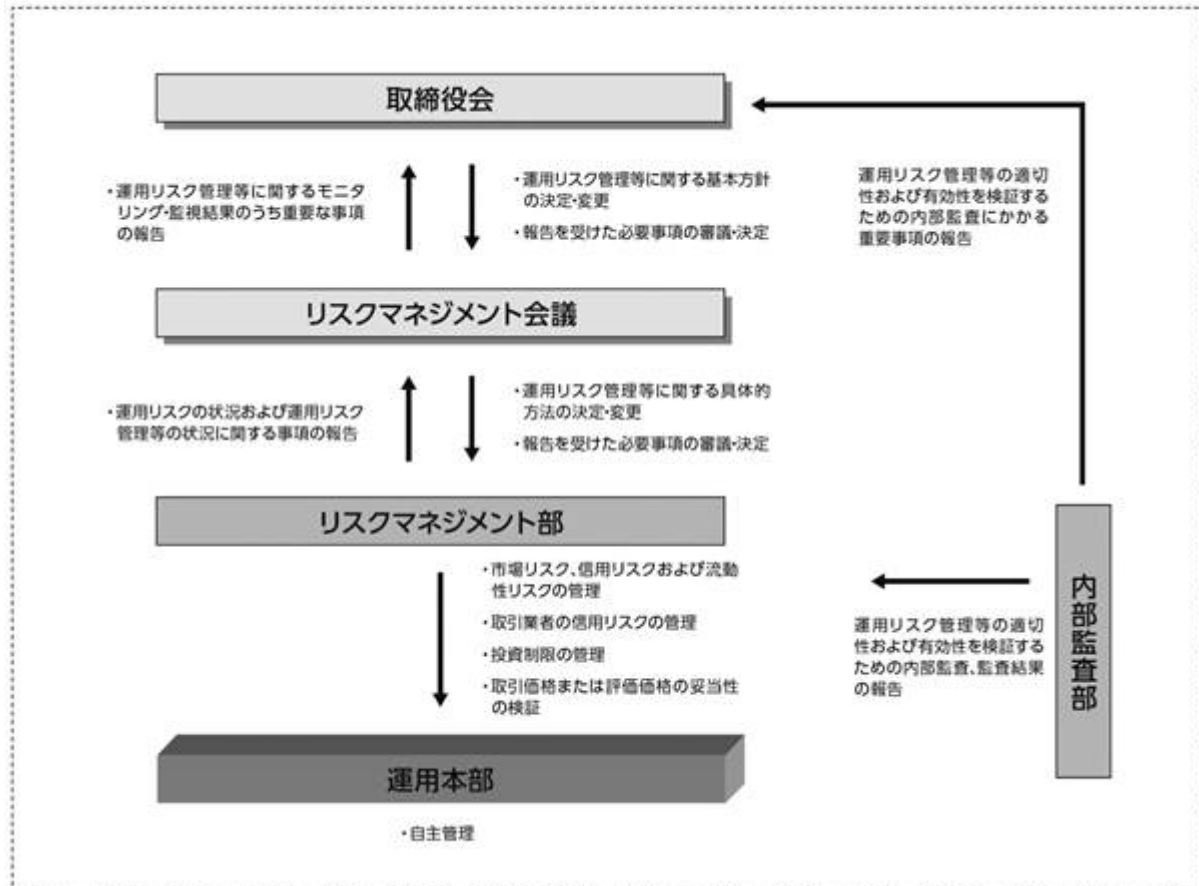 取締役会
・運用リスク管理等に関するモニタ
リング・監視結果のうち重要な事項
の報告
・運用リスク管理等に関する基本方針
の決定・変更
・報告を受けた必要事項の審議・決定
運用リスク管理等の適切
性および有効性を検証する
ための内部監査にかかる
重要事項の報告
リスクマネジメント会議
・運用リスクの状況および運用リスク
管理等の状況に関する事項の報告
・運用リスク管理等に関する具体的
方法の決定・変更
・報告を受けた必要事項の審議・決定
リスクマネジメント部
・市場リスク、信用リスクおよび流動
性リスクの管理
・取引業者の信用リスクの管理
・投資制限の管理
・取引価格または評価価格の妥当性
の検証
運用リスク管理等の適切
性および有効性を検証する
ための内部監査、監査結果
の報告
内部監査部
運用本部
・自主管理